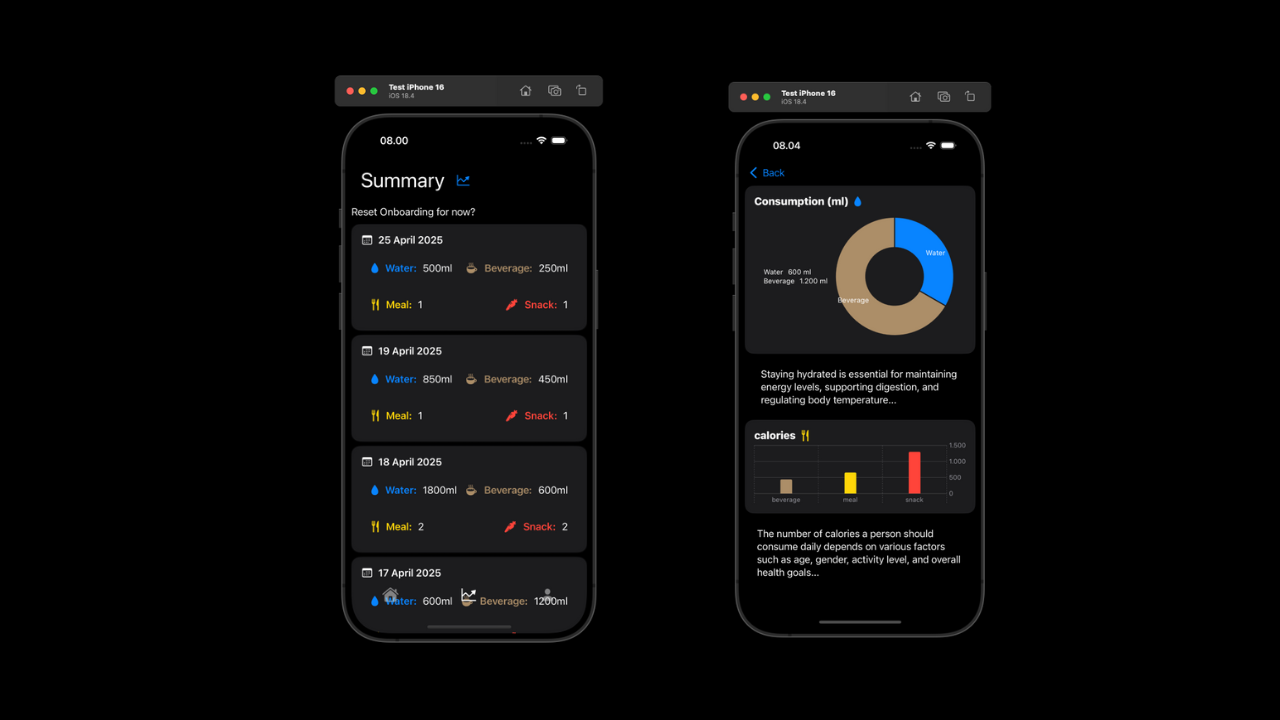 Test iPhone 16
iOS 18.4
08.00
Summary
Reset Onboarding for now?
25 April 2025
Water: 500ml Beverage: 250ml
Meal: 1 Snack: 1
19 April 2025
Water: 850ml Beverage: 450ml
Meal: 1 Snack: 1
18 April 2025
Water: 1800ml Beverage: 600ml
Meal: 2 Snack: 2
17 April 2025
Water: 600ml Beverage: 1200ml
Test iPhone 16
iOS 18.4
08.04
Back
Consumption (ml)
Water
Water 600 ml
Beverage 1.200 ml
Beverage
Staying hydrated is essential for maintaining
energy levels, supporting digestion, and
regulating body temperature...
calories
1.500
1.000
500
0
beverage meal snack
The number of calories a person should
consume daily depends on various factors
such as age, gender, activity level, and overall
health goals...